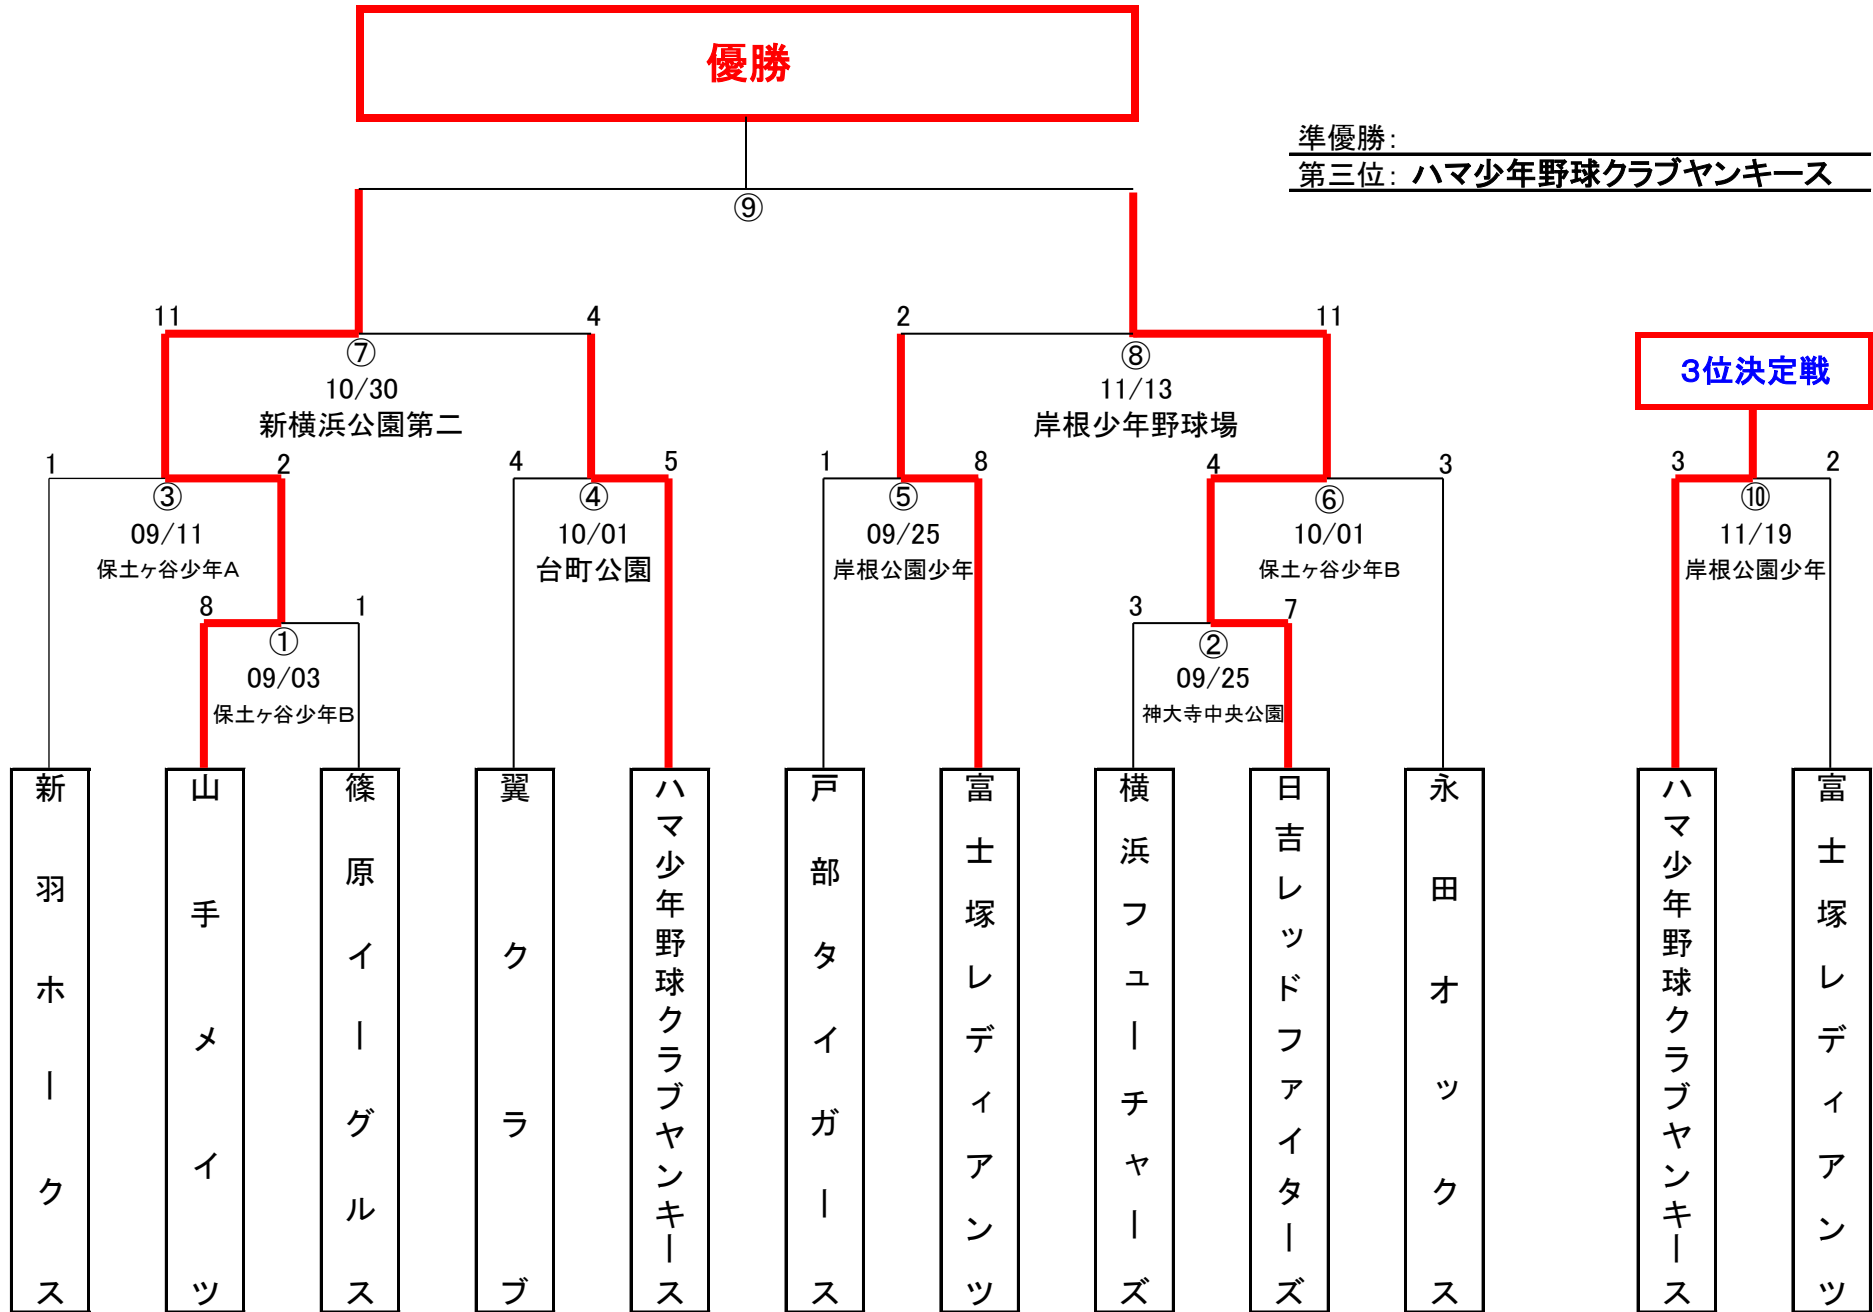 優勝
準優勝:
第三位: ハマ少年野球クラブヤンキース
⑨
11
4
2
11
⑦
10/30
新横浜公園第二
⑧
11/13
岸根少年野球場
3位決定戦
1
2
4
5
1
8
4
3
3
2
③
09/11
保土ヶ谷少年A
④
10/01
台町公園
⑤
09/25
岸根公園少年
⑥
10/01
保土ヶ谷少年B
⑩
11/19
岸根公園少年
8
1
3
7
①
09/03
保土ヶ谷少年B
②
09/25
神大寺中央公園
新羽ホークス
山手メイツ
篠原イーグルス
翼クラブ
ハマ少年野球クラブヤンキース
戸部タイガース
富士塚レディアンツ
横浜フューチャーズ
日吉レッドファイターズ
永田オックス
ハマ少年野球クラブヤンキース
富士塚レディアンツ